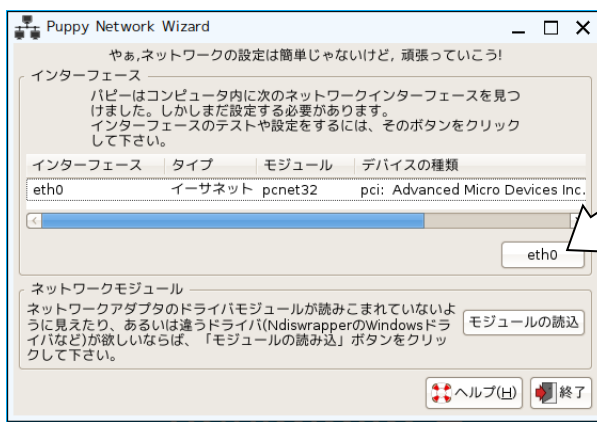 Puppy Network Wizard
やぁ,ネットワークの設定は簡単じゃないけど, 頑張っていこう!
インターフェース
パピーはコンピュータ内に次のネットワークインターフェースを見つ
けました。しかしまだ設定する必要があります。
インターフェースのテストや設定をするには、そのボタンをクリック
して下さい。
インターフェース タイプ モジュール デバイスの種類
eth0 イーサネット pcnet32 pci: Advanced Micro Devices Inc.
eth0
ネットワークモジュール
ネットワークアダプタのドライバモジュールが読みこまれていないよ
うに見えたり、あるいは違うドライバ(NdiswrapperのWindowsドラ
イバなど)が欲しいならば、「モジュールの読み込」ボタンをクリッ
クして下さい。
モジュールの読込
ヘルプ(H) 終了